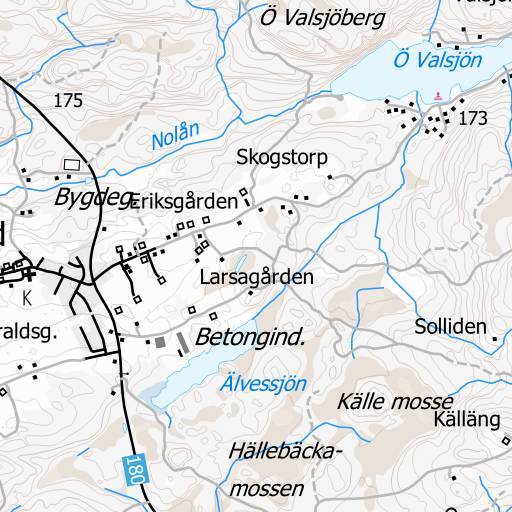 Ö Valsjöberg
Ö Valsjön
175
173
Nolån
Skogstorp
Bygdeg.
Eriksgården
Larsagården
K
raldsg.
Betongind.
Solliden
Älvessjön
Källe mosse
Källäng
Hällebäcka-
mossen
180